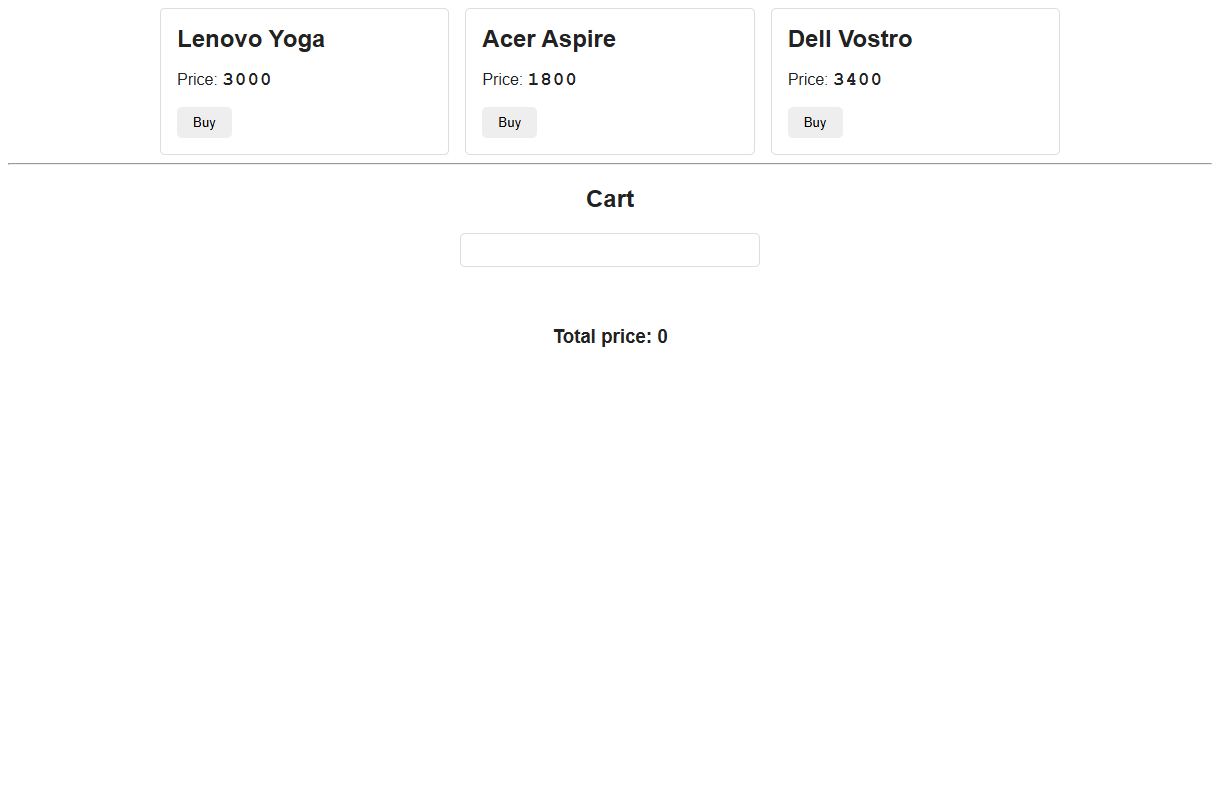 Lenovo Yoga
Price: 3000
Buy
Acer Aspire
Price: 1800
Buy
Dell Vostro
Price: 3400
Buy
Cart
Total price: 0